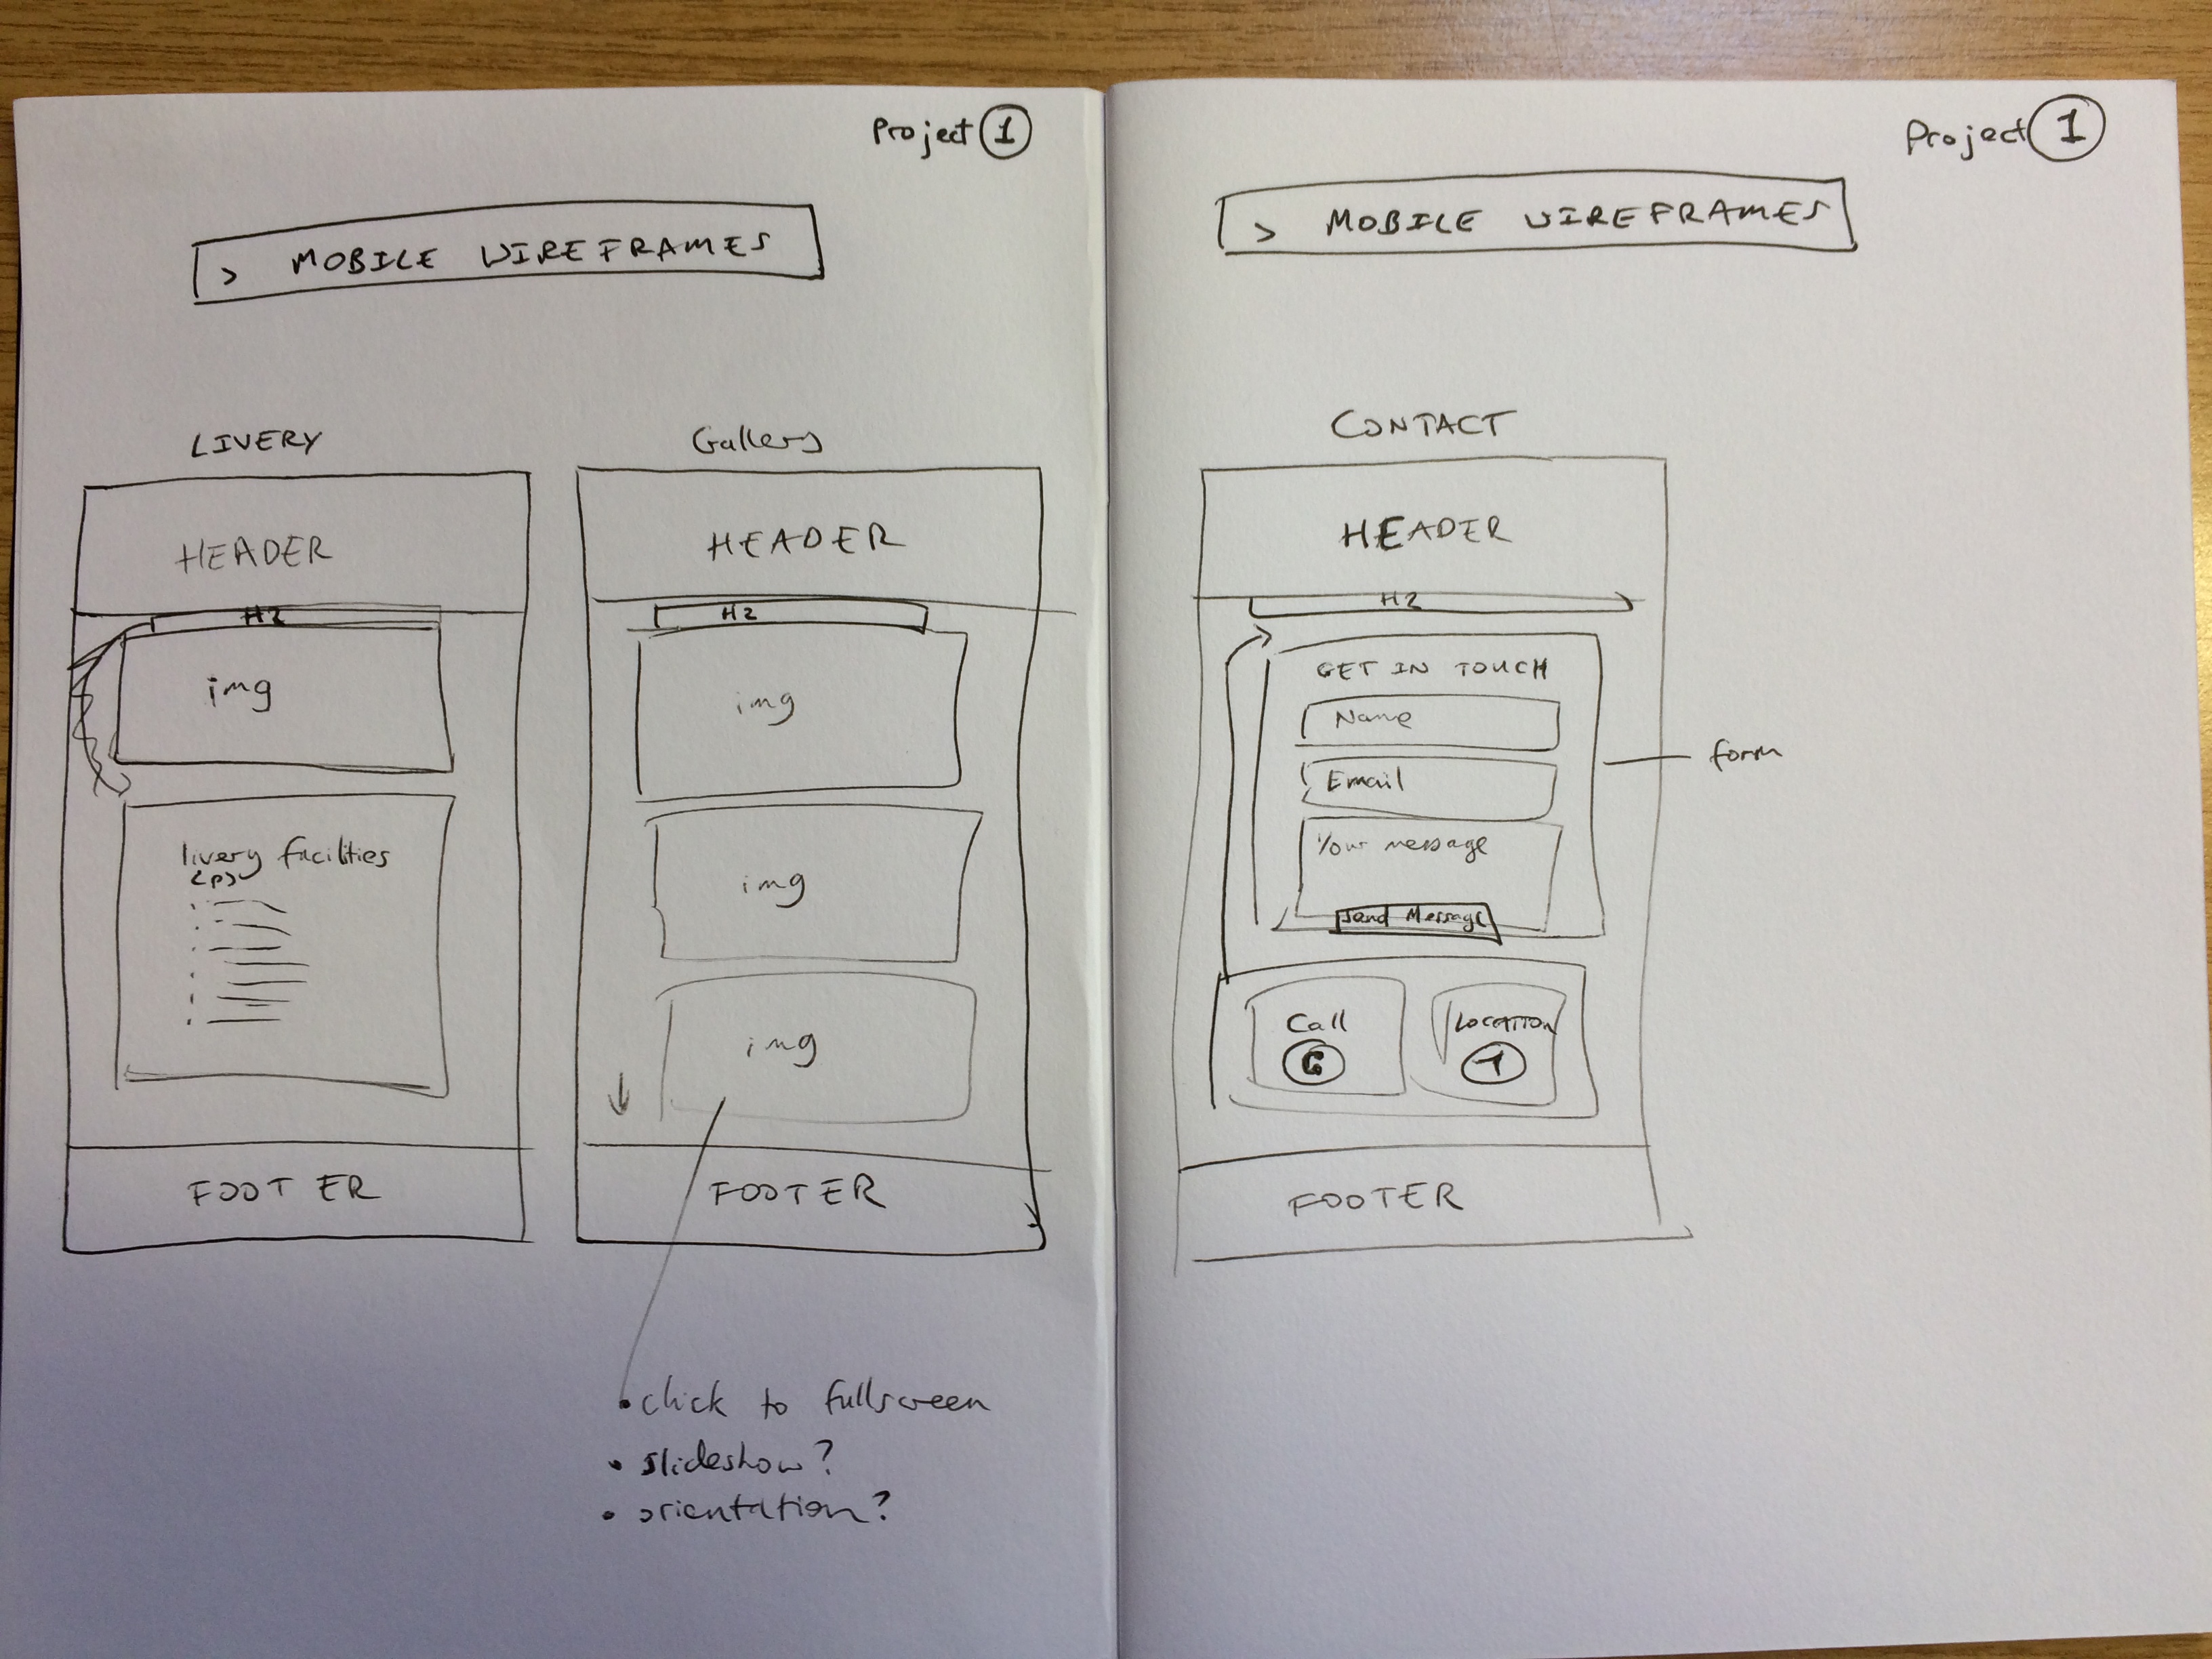 Project 1
> MOBILE WIREFRAMES
LIVERY
HEADER
H2
img
livery facilities
FOOTER
Gallery
HEADER
H2
img
img
img
FOOTER
• click to fullscreen
• slideshow?
• orientation?
Project 1
> MOBILE WIREFRAMES
CONTACT
HEADER
H2
GET IN TOUCH
Name
Email
Your message
Send Message
form
Call
LOCATION
FOOTER